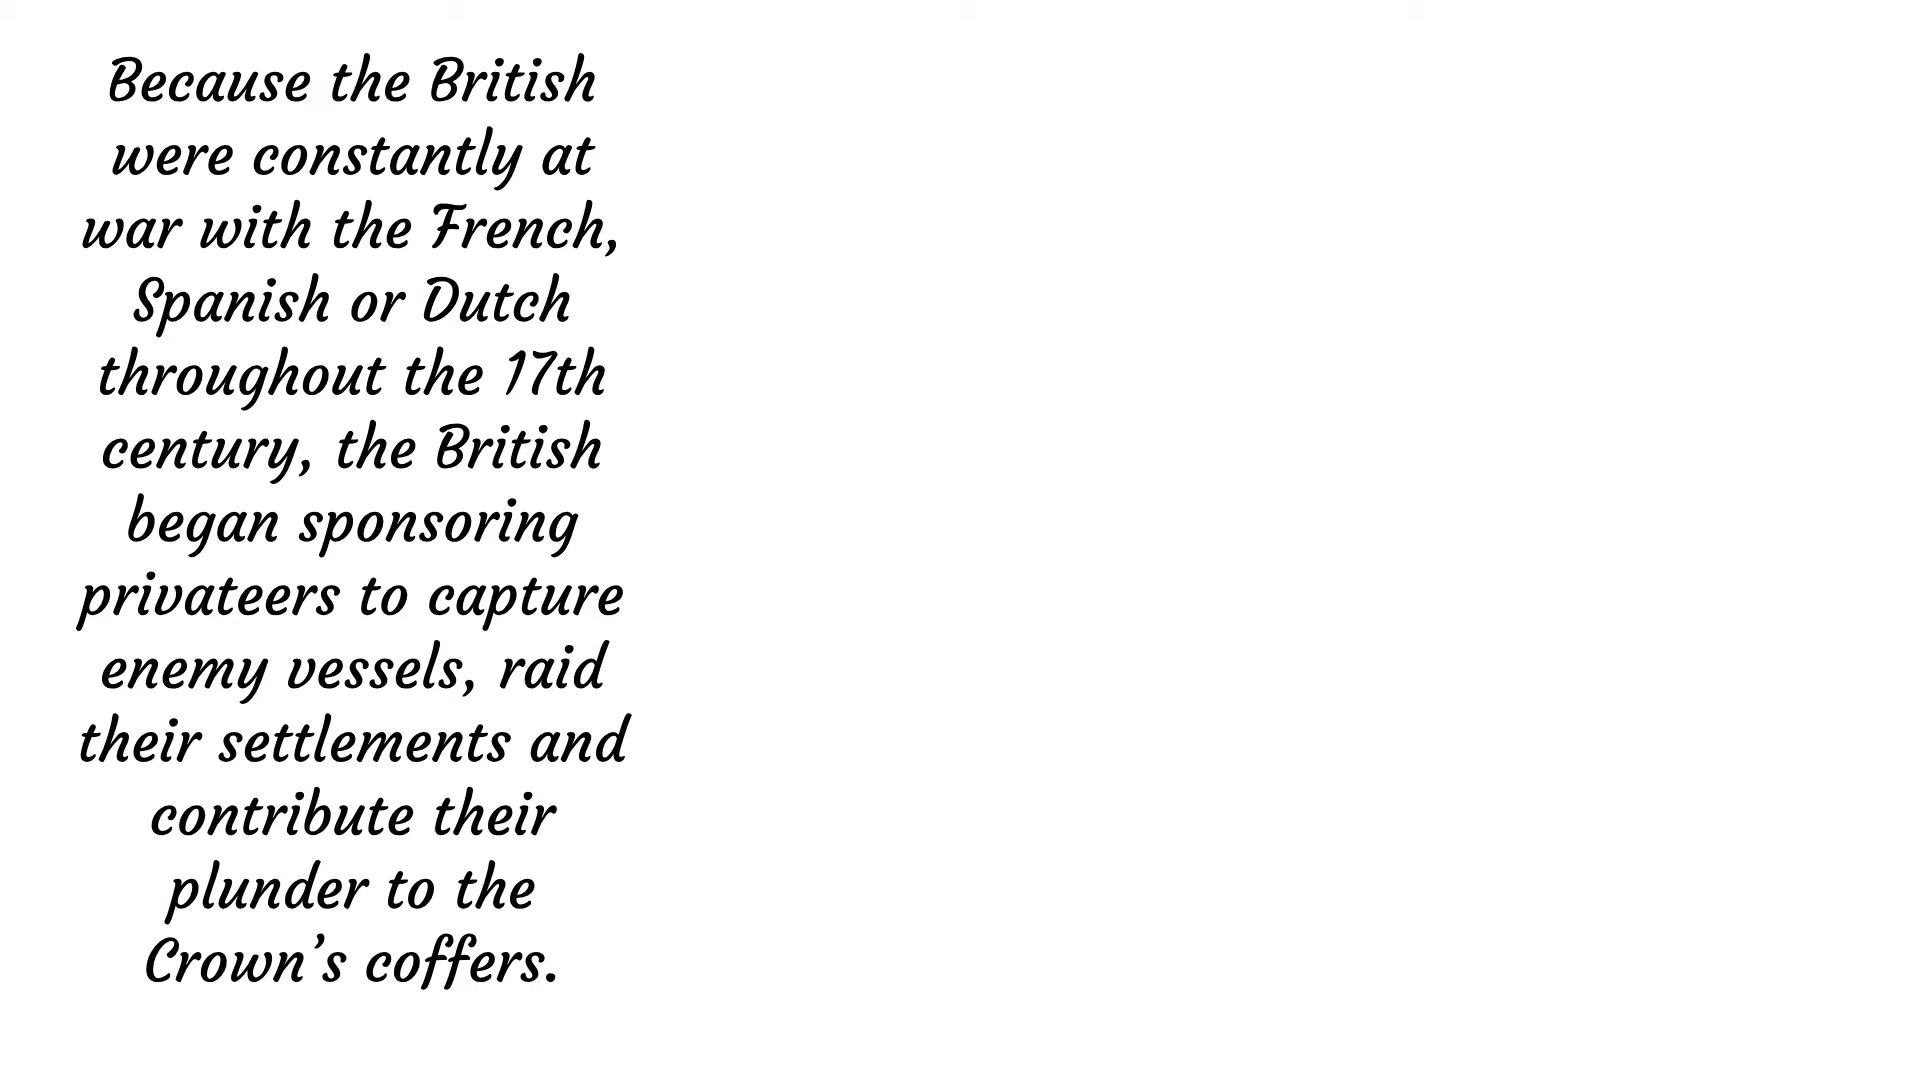 Because the British
were constantly at
war with the French,
Spanish or Dutch
throughout the 17th
century, the British
began sponsoring
privateers to capture
enemy vessels, raid
their settlements and
contribute their
plunder to the
Crown’s coffers.